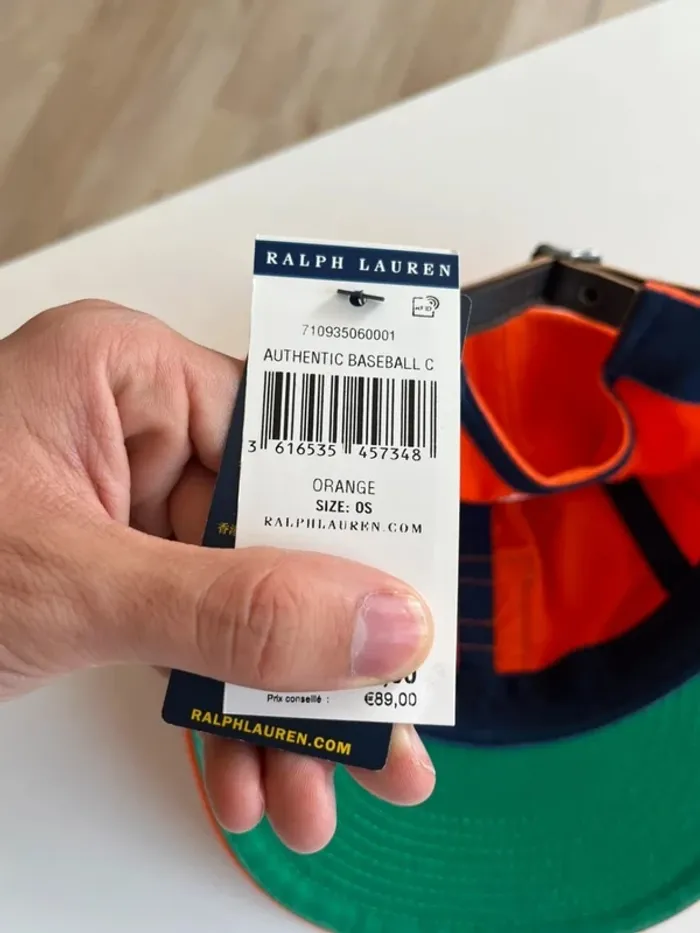 RALPH LAUREN
RFID
710935060001
AUTHENTIC BASEBALL C
3 616535 457348
ORANGE
SIZE: OS
RALPHLAUREN.COM
Prix conseillé : €89,00
RALPHLAUREN.COM